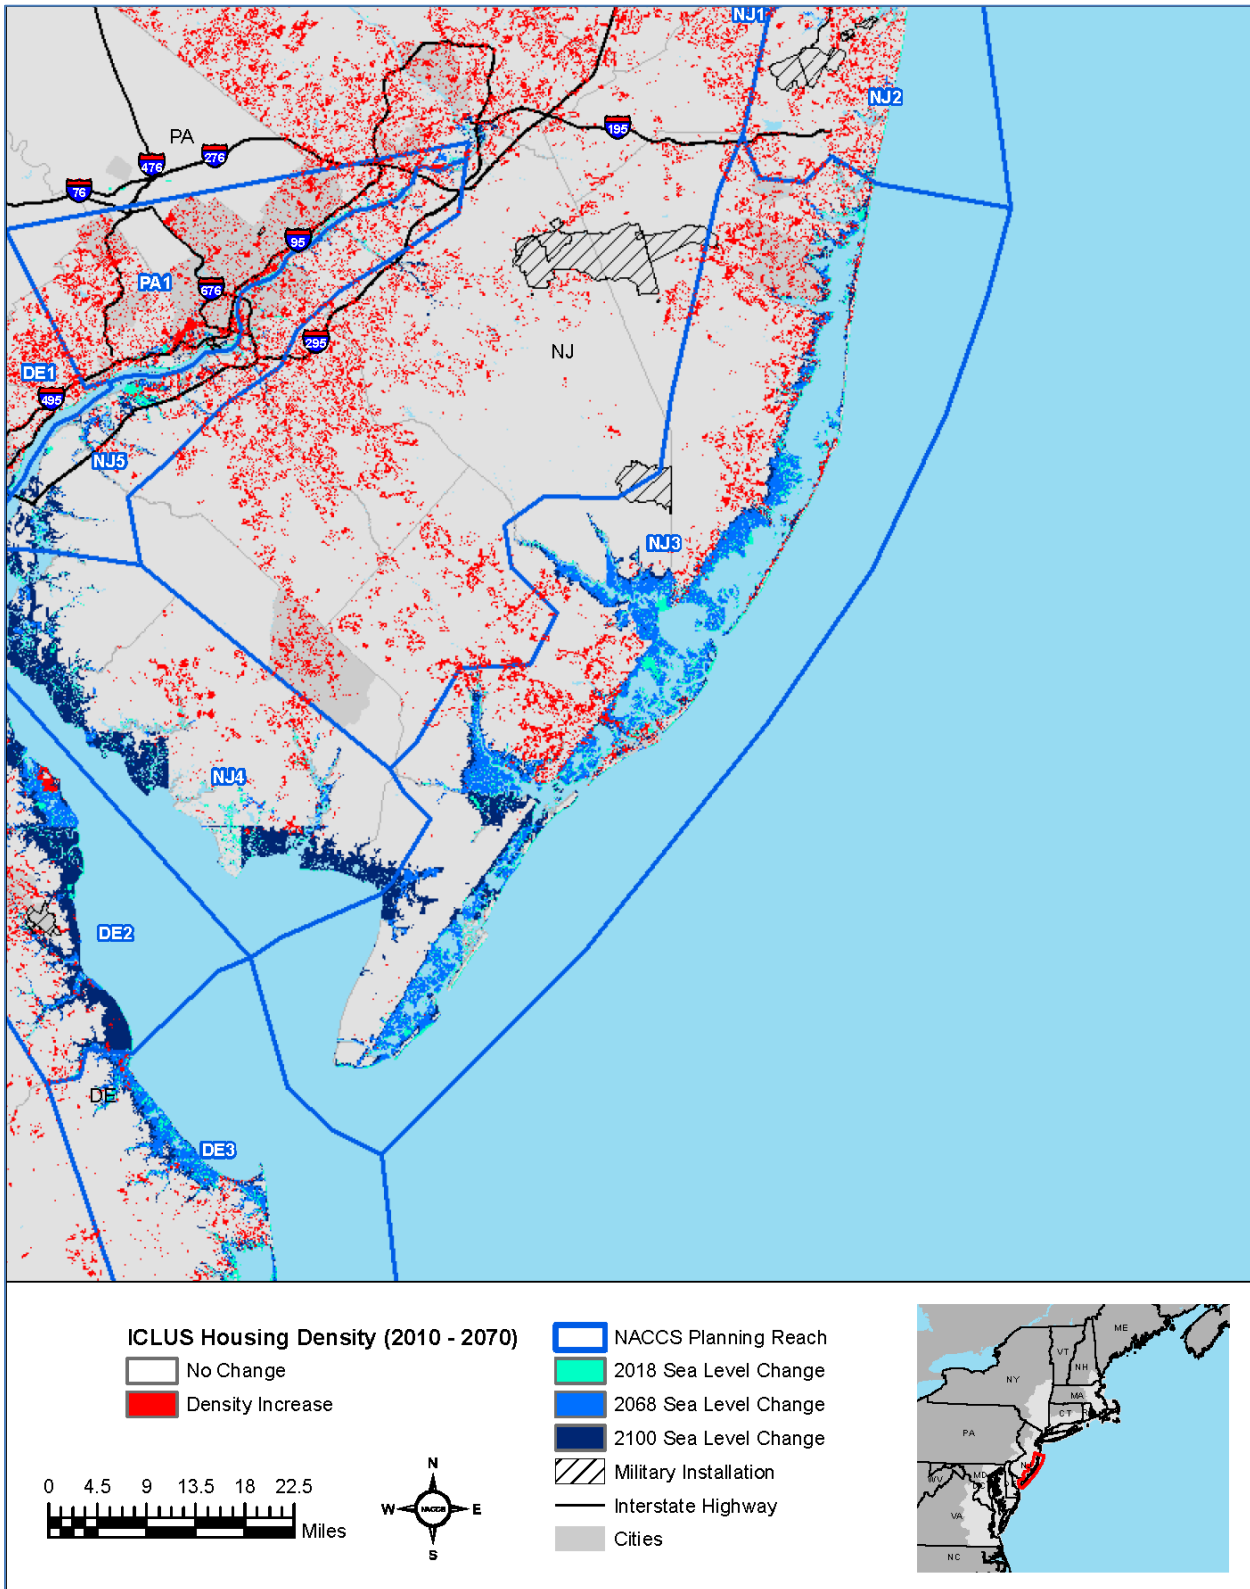 NJ1
NJ2
PA
195
276
476
76
95
PA1
676
295
NJ
DE1
495
NJ5
NJ3
NJ4
DE2
DE
DE3
ICLUS Housing Density (2010 - 2070)
No Change
Density Increase
NACCS Planning Reach
2018 Sea Level Change
2068 Sea Level Change
2100 Sea Level Change
Military Installation
Interstate Highway
Cities
0 4.5 9 13.5 18 22.5
Miles
N
W NACCS E
S
ME
VT
NH
NY
MA
CT
PA
MD
WV
VA
NC